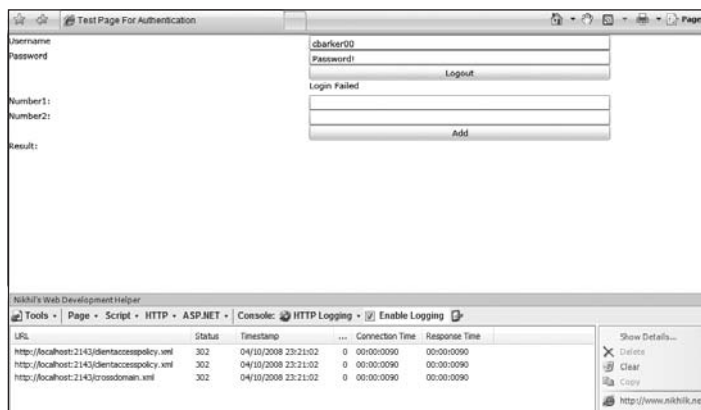 Test Page For Authentication
Page
Username cbarker00
Password Password!
Logout
Login Failed
Number1:
Number2:
Add
Result:
Nikhil's Web Development Helper
Tools Page Script HTTP ASP.NET Console: HTTP Logging Enable Logging
URL Status Timestamp ... Connection Time Response Time
http://localhost:2143/clientaccesspolicy.xml 302 04/10/2008 23:21:02 0 00:00:0090 00:00:0090
http://localhost:2143/clientaccesspolicy.xml 302 04/10/2008 23:21:02 0 00:00:0090 00:00:0090
http://localhost:2143/crossdomain.xml 302 04/10/2008 23:21:02 0 00:00:0090 00:00:0090
Show Details...
Delete
Clear
Copy
http://www.nikhilk.ne